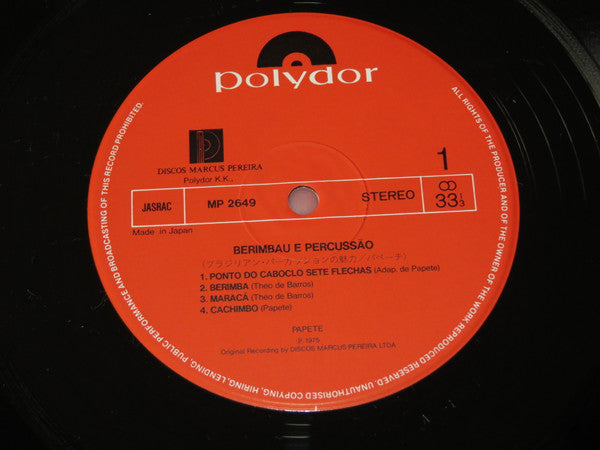 polydor
DISCOS MARCUS PEREIRA
Polydor K.K.,
1
JASRAC
MP 2649
STEREO
33 1/3
Made in Japan
BERIMBAU E PERCUSSÃO
(ブラジリアン・パーカッションの魅力/パペーチ)
1. PONTO DO CABOCLO SETE FLECHAS (Adap. de Papete)
2. BERIMBA (Théo de Barros)
3. MARACÁ (Théo de Barros)
4. CACHIMBO (Papete)
PAPETE
P. 1975
Original Recording by DISCOS MARCUS PEREIRA LTDA
ALL RIGHTS OF THE PRODUCER AND OF THE OWNER OF THE WORK REPRODUCED RESERVED. UNAUTHORISED COPYING, HIRING, LENDING, PUBLIC PERFORMANCE AND BROADCASTING OF THIS RECORD PROHIBITED.